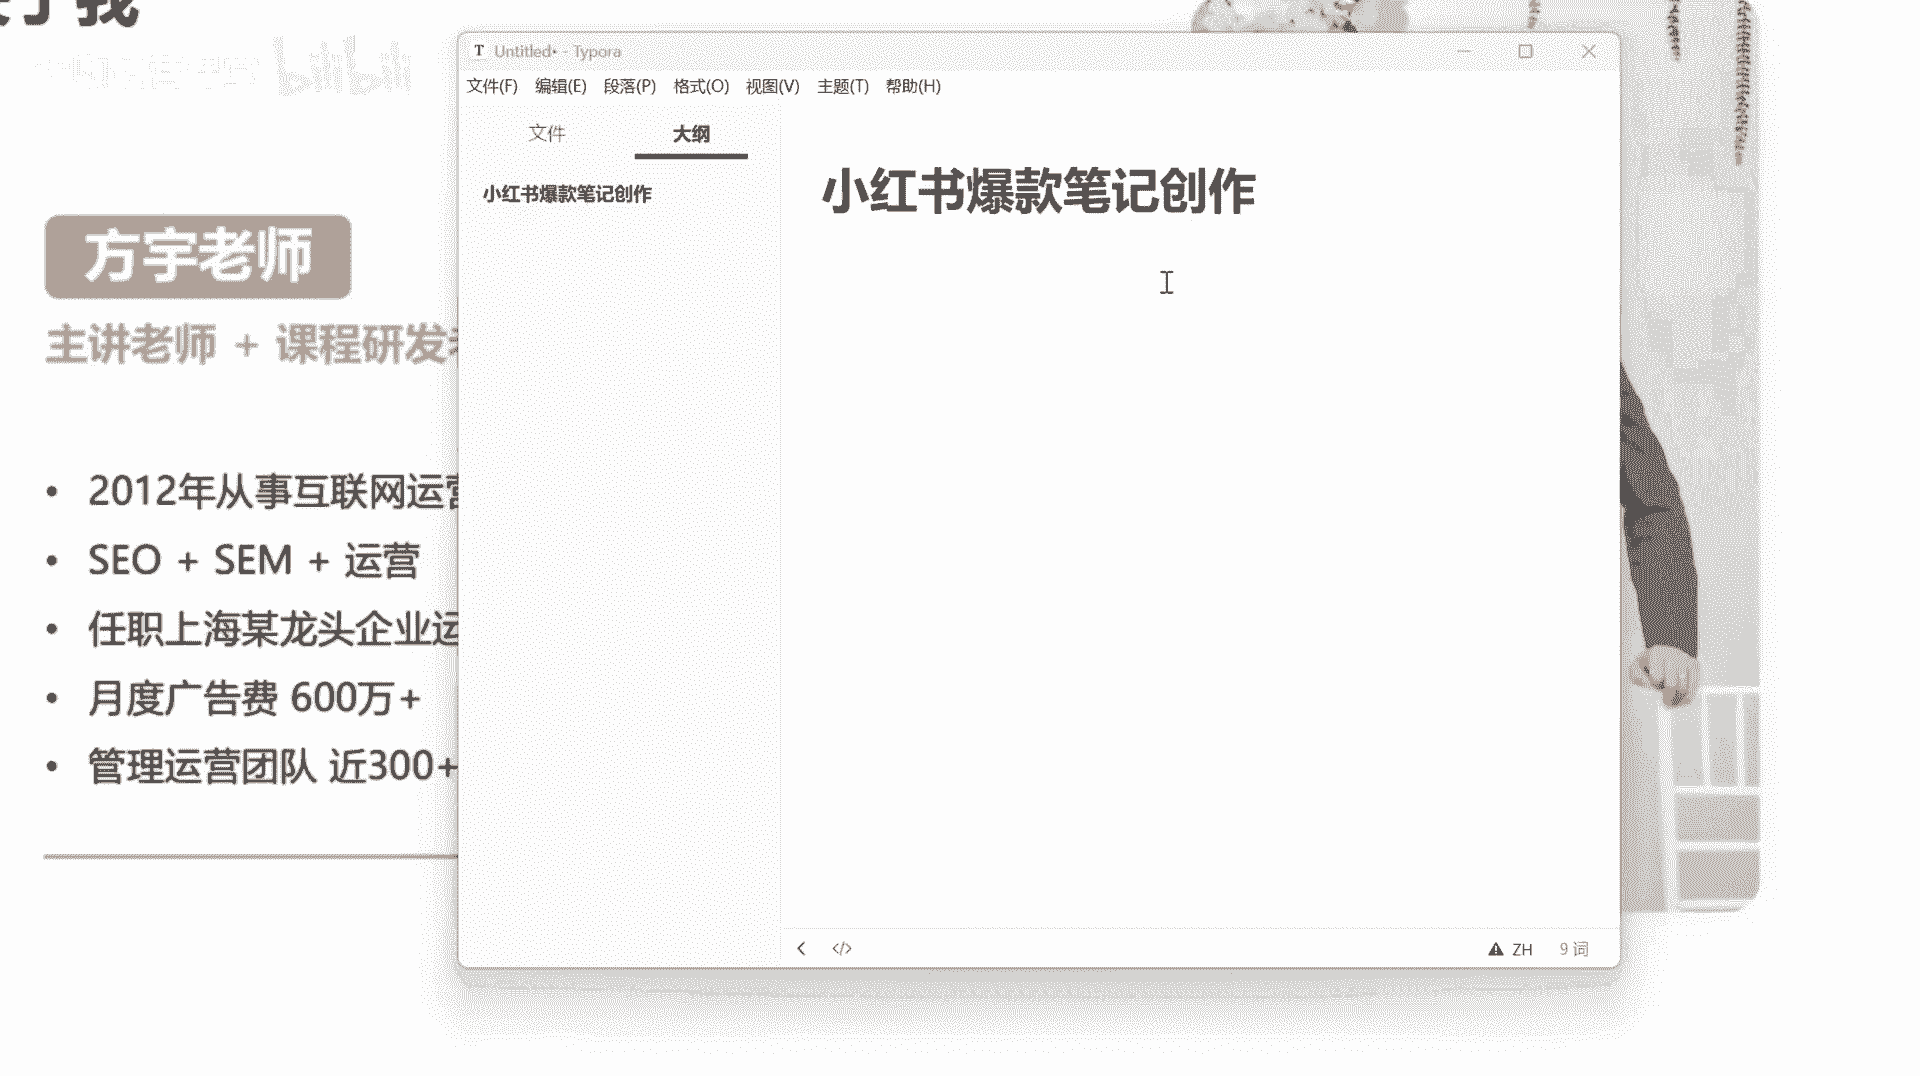 我
bilibili
方宇老师
主讲老师 + 课程研发
2012年从事互联网运营
SEO + SEM + 运营
任职上海某龙头企业运
月度广告费 600万+
管理运营团队 近300+
Untitled• - Typora
文件(F) 编辑(E) 段落(P) 格式(O) 视图(V) 主题(T) 帮助(H)
文件 大纲
小红书爆款笔记创作
小红书爆款笔记创作
ZH 9 词